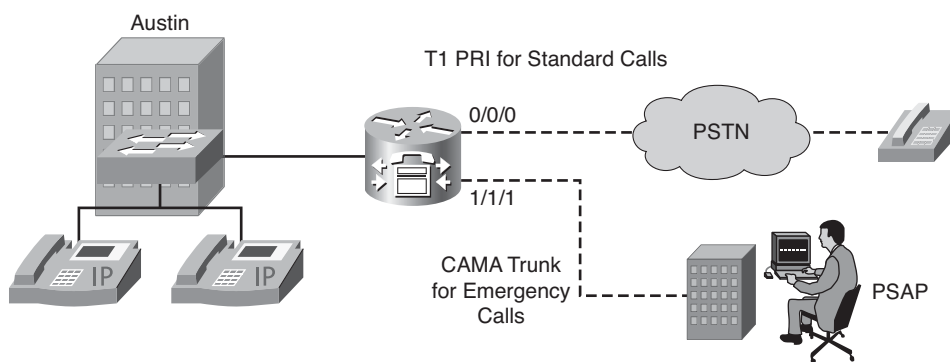 Austin
T1 PRI for Standard Calls
0/0/0
PSTN
1/1/1
IP
IP
CAMA Trunk
for Emergency
Calls
PSAP